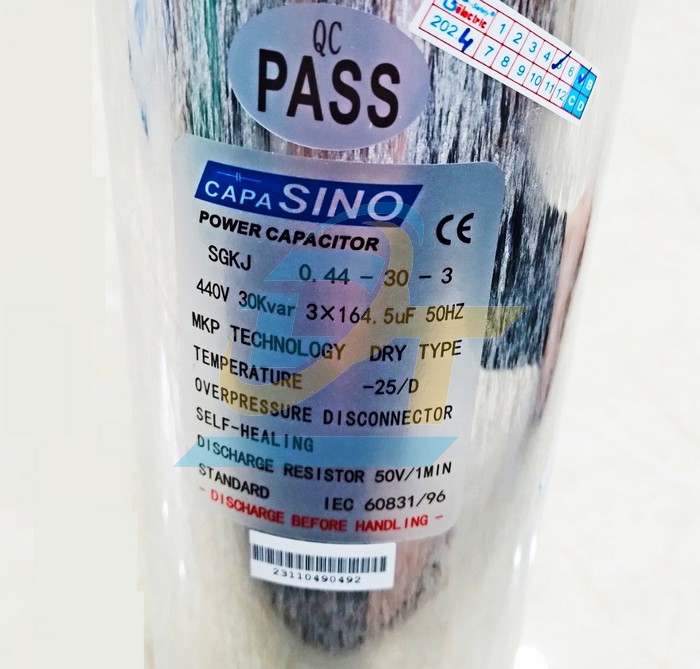 QC
PASS
electric
2024
1 2 3 4 6 B
7 8 9 10 11 12 C D
CAPA SINO
POWER CAPACITOR CE
SGKJ 0.44 - 30 - 3
440V 30Kvar 3×164.5uF 50HZ
MKP TECHNOLOGY DRY TYPE
TEMPERATURE -25/D
OVERPRESSURE DISCONNECTOR
SELF-HEALING
DISCHARGE RESISTOR 50V/1MIN
STANDARD IEC 60831/96
- DISCHARGE BEFORE HANDLING -
23110490492